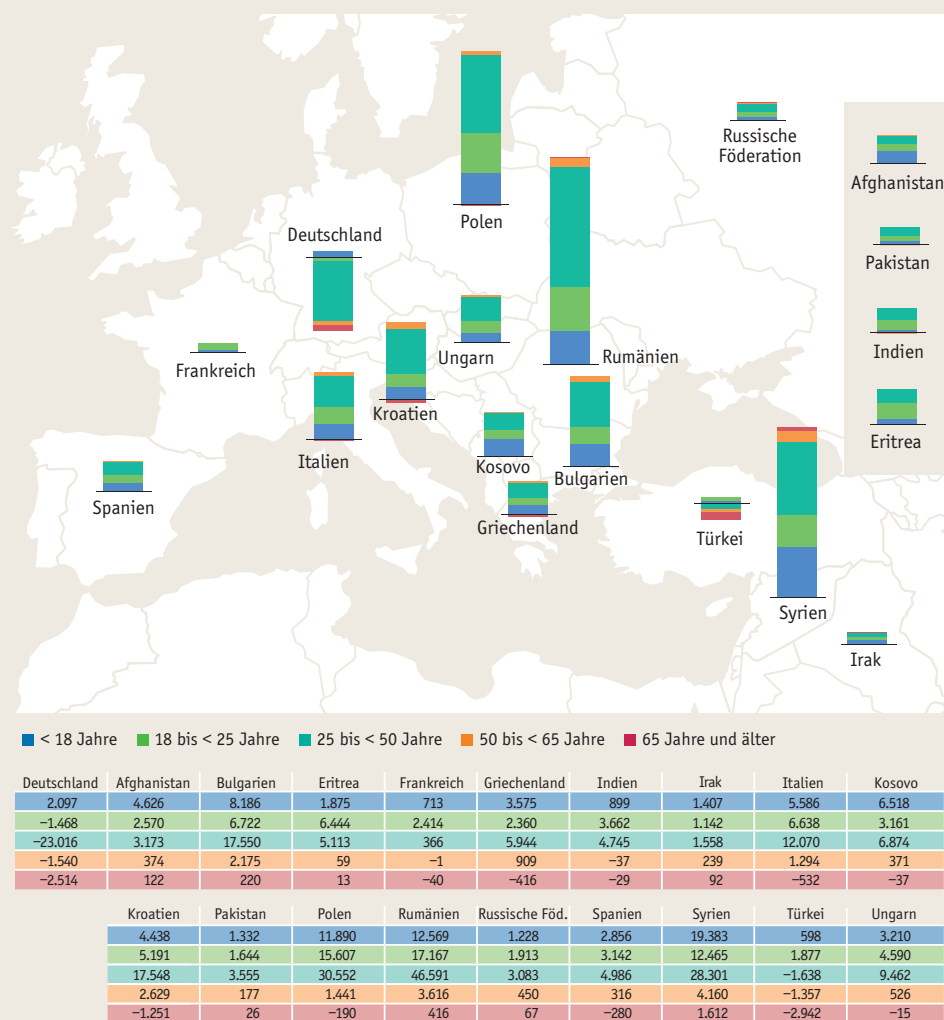 Russische
Föderation
Afghanistan
Polen
Deutschland
Pakistan
Ungarn
Rumänien
Indien
Frankreich
Kroatien
Eritrea
Italien
Kosovo
Bulgarien
Spanien
Griechenland
Türkei
Syrien
Irak
< 18 Jahre 18 bis < 25 Jahre 25 bis < 50 Jahre 50 bis < 65 Jahre 65 Jahre und älter
Deutschland Afghanistan Bulgarien Eritrea Frankreich Griechenland Indien Irak Italien Kosovo
2.097 4.626 8.186 1.875 713 3.575 899 1.407 5.586 6.518
−1.468 2.570 6.722 6.444 2.414 2.360 3.662 1.142 6.638 3.161
−23.016 3.173 17.550 5.113 366 5.944 4.745 1.558 12.070 6.874
−1.540 374 2.175 59 −1 909 −37 239 1.294 371
−2.514 122 220 13 −40 −416 −29 92 −532 −37
Kroatien Pakistan Polen Rumänien Russische Föd. Spanien Syrien Türkei Ungarn
4.438 1.332 11.890 12.569 1.228 2.856 19.383 598 3.210
5.191 1.644 15.607 17.167 1.913 3.142 12.465 1.877 4.590
17.548 3.555 30.552 46.591 3.083 4.986 28.301 −1.638 9.462
2.629 177 1.441 3.616 450 316 4.160 −1.357 526
−1.251 26 −190 416 67 −280 1.612 −2.942 −15